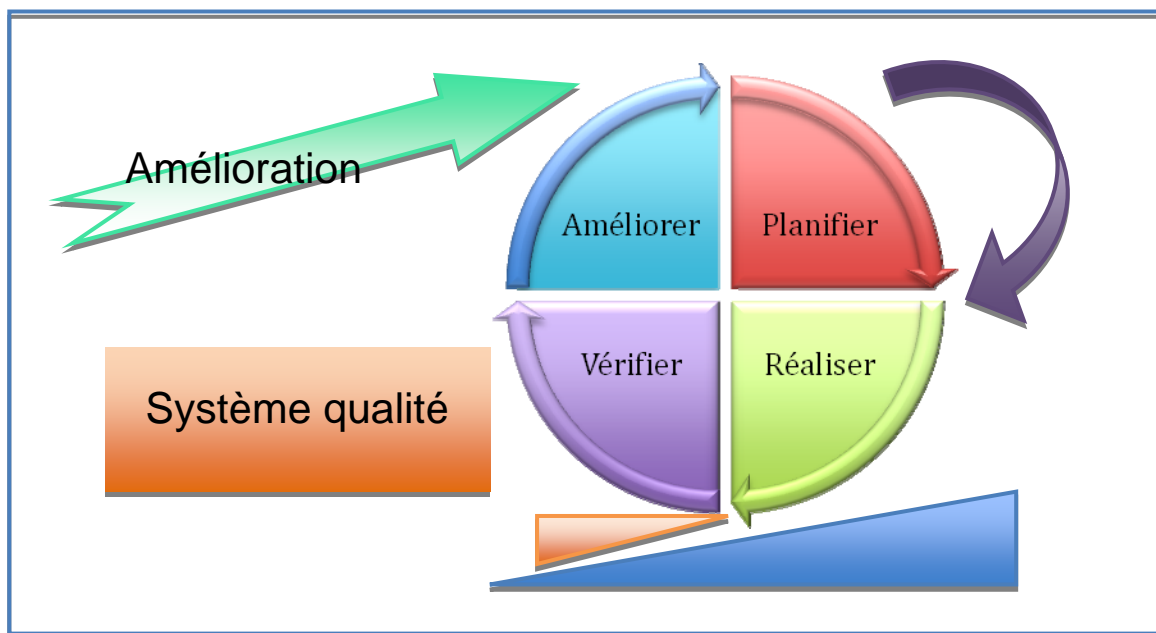 Amélioration
Améliorer
Planifier
Vérifier
Réaliser
Système qualité